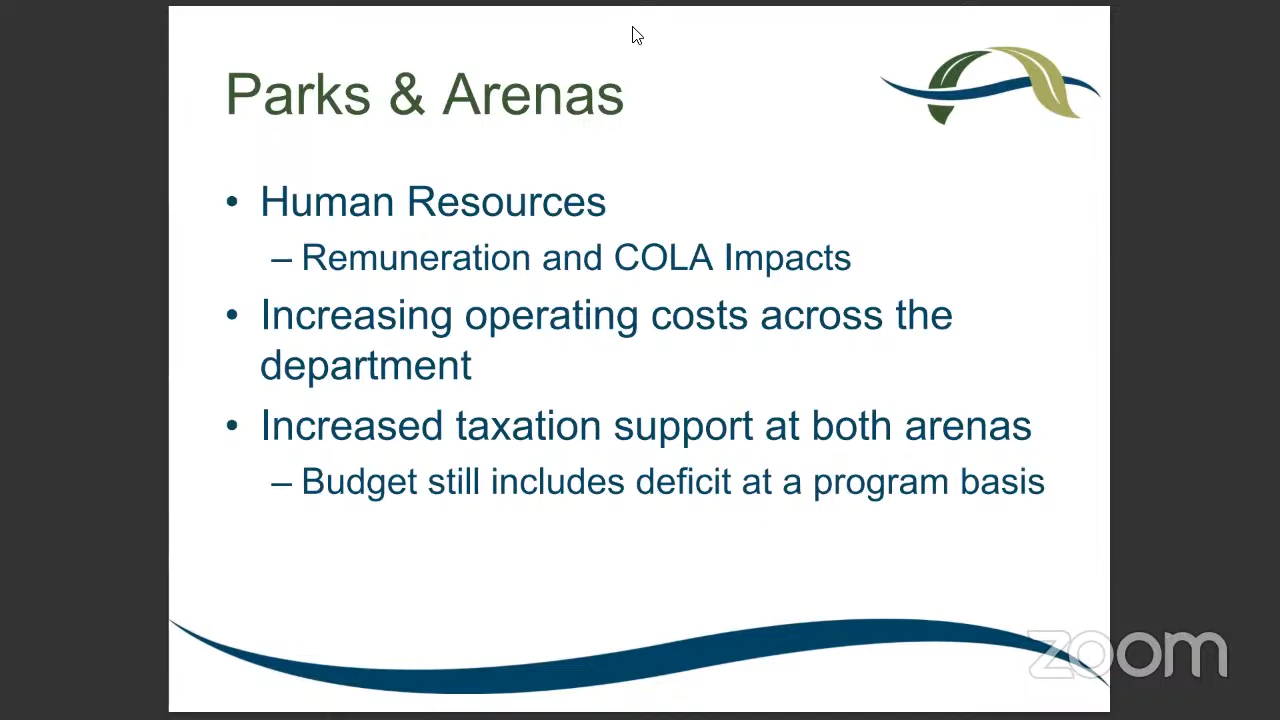 Parks & Arenas
• Human Resources
– Remuneration and COLA Impacts
• Increasing operating costs across the
department
• Increased taxation support at both arenas
– Budget still includes deficit at a program basis
zoom